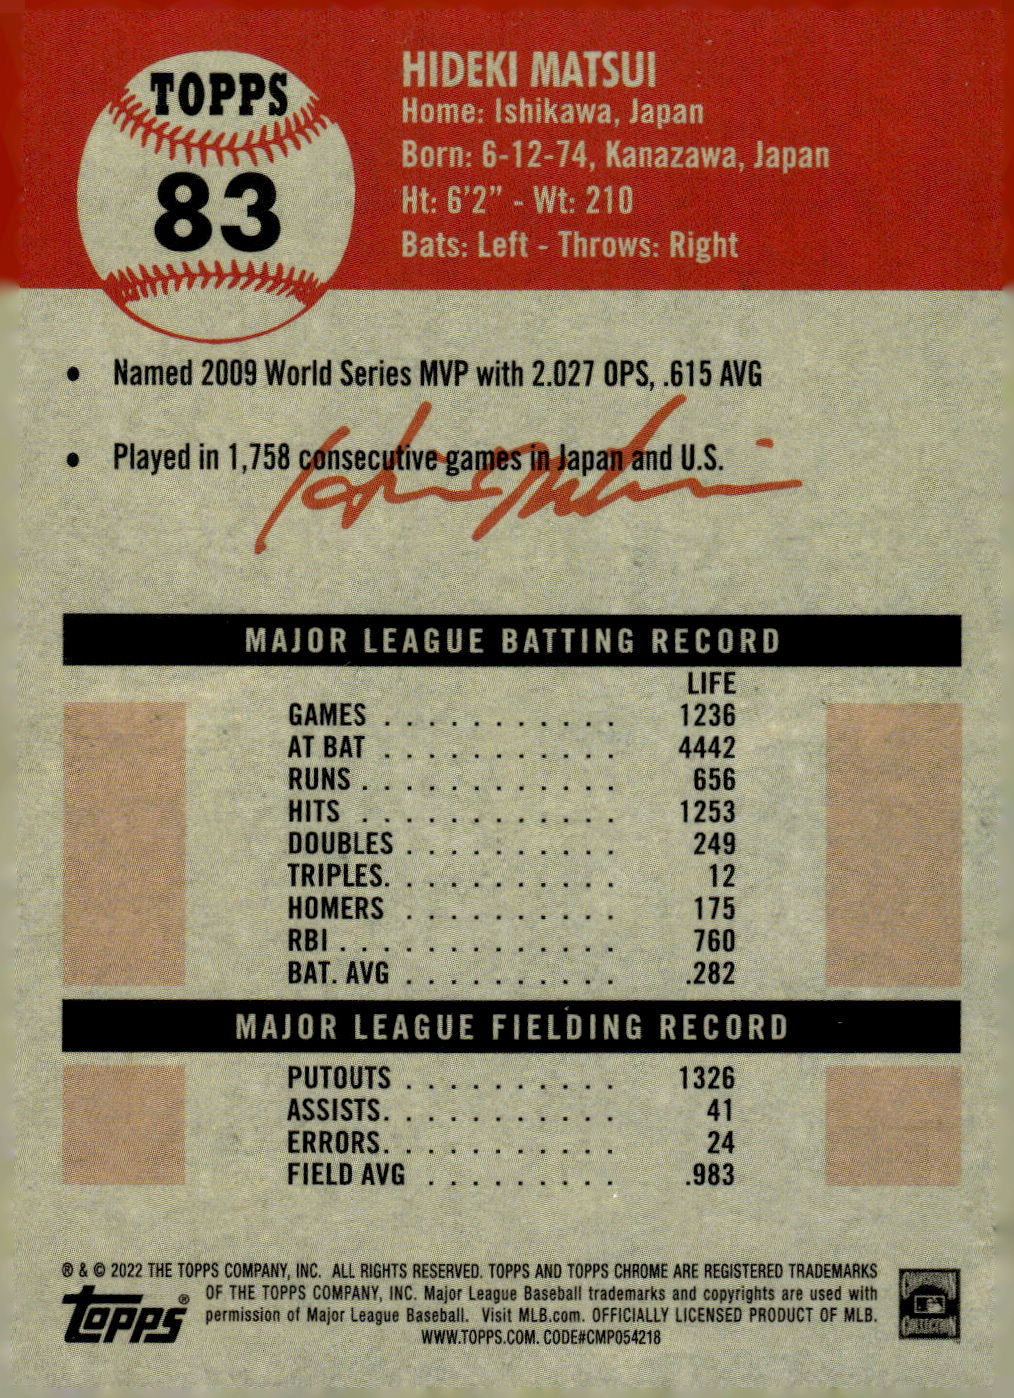 TOPPS
83
HIDEKI MATSUI
Home: Ishikawa, Japan
Born: 6-12-74, Kanazawa, Japan
Ht: 6'2" - Wt: 210
Bats: Left - Throws: Right
• Named 2009 World Series MVP with 2.027 OPS, .615 AVG
• Played in 1,758 consecutive games in Japan and U.S.
Hideki Matsui
MAJOR LEAGUE BATTING RECORD
LIFE
GAMES . . . . . . . . . . . 1236
AT BAT . . . . . . . . . . . 4442
RUNS . . . . . . . . . . . . 656
HITS . . . . . . . . . . . . 1253
DOUBLES . . . . . . . . . . 249
TRIPLES. . . . . . . . . . . 12
HOMERS . . . . . . . . . . 175
RBI . . . . . . . . . . . . . 760
BAT. AVG . . . . . . . . . . .282
MAJOR LEAGUE FIELDING RECORD
PUTOUTS . . . . . . . . . . 1326
ASSISTS. . . . . . . . . . . 41
ERRORS. . . . . . . . . . . 24
FIELD AVG . . . . . . . . . .983
® & © 2022 THE TOPPS COMPANY, INC. ALL RIGHTS RESERVED. TOPPS AND TOPPS CHROME ARE REGISTERED TRADEMARKS
OF THE TOPPS COMPANY, INC. Major League Baseball trademarks and copyrights are used with
permission of Major League Baseball. Visit MLB.com. OFFICIALLY LICENSED PRODUCT OF MLB.
WWW.TOPPS.COM. CODE#CMP054218
Topps®
COOPERSTOWN
COLLECTION